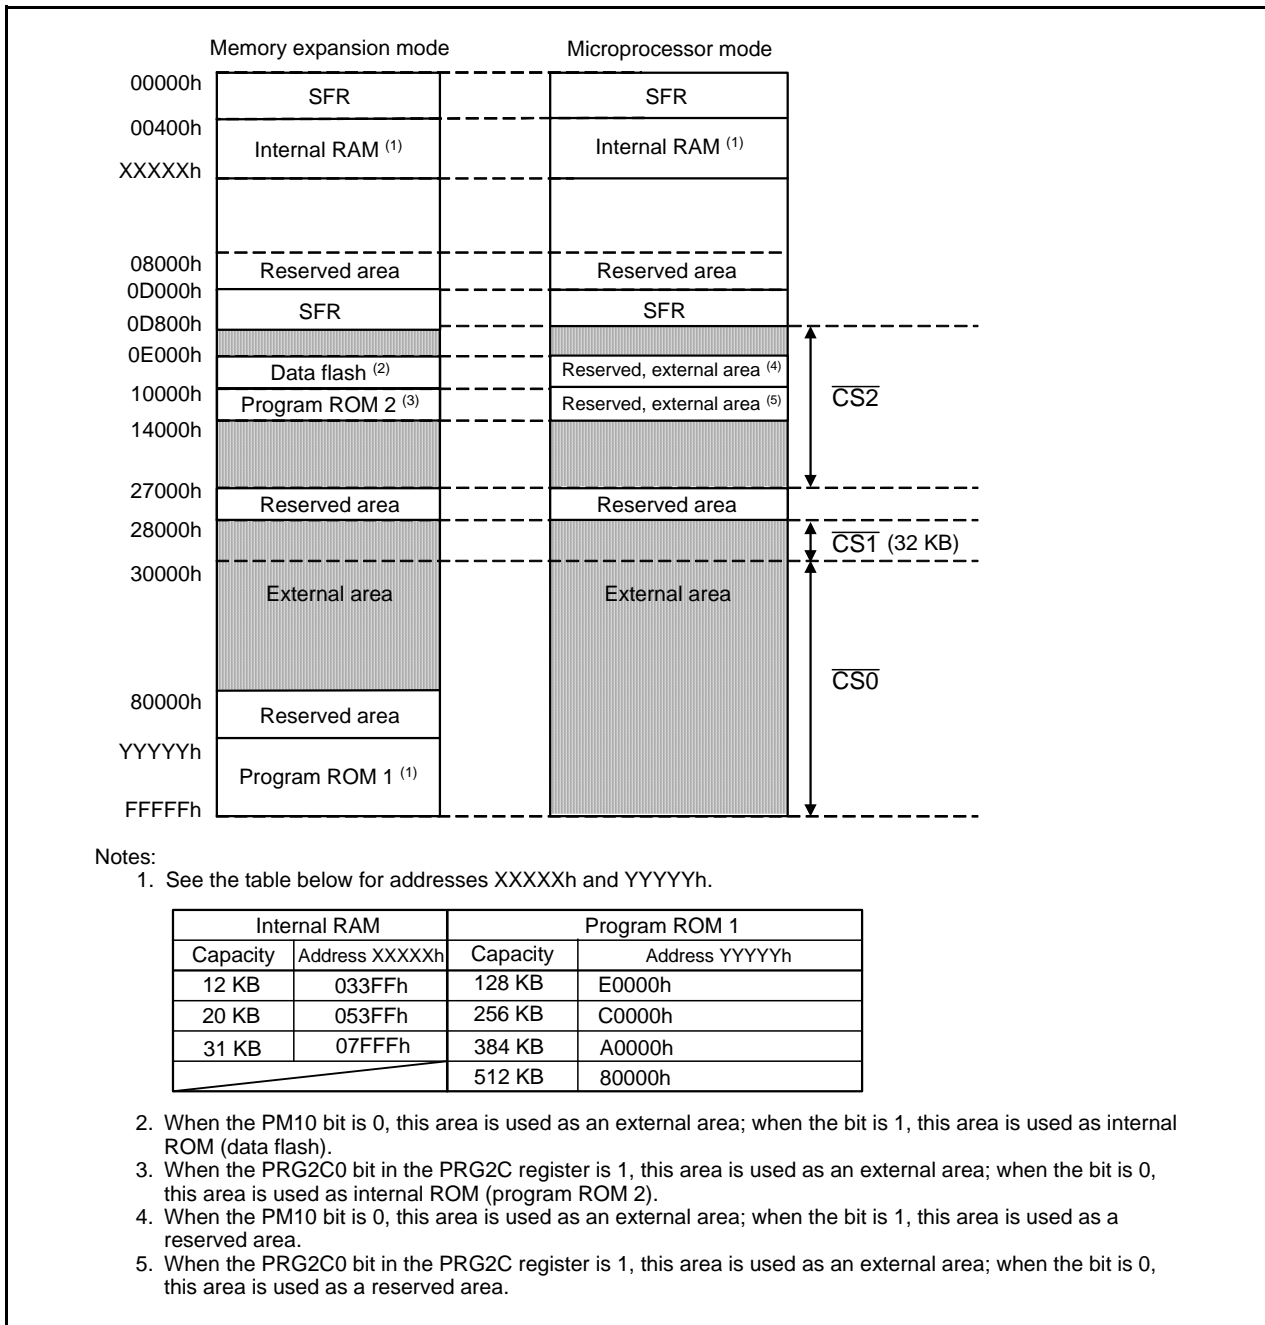 Memory expansion mode Microprocessor mode
00000h
SFR SFR
00400h
Internal RAM (1) Internal RAM (1)
XXXXXh
08000h
Reserved area Reserved area
0D000h
SFR SFR
0D800h
0E000h
Data flash (2) Reserved, external area (4)
10000h
Program ROM 2 (3) Reserved, external area (5)
CS2
14000h
27000h
Reserved area Reserved area
28000h
CS1 (32 KB)
30000h
External area External area
CS0
80000h
Reserved area
YYYYYh
Program ROM 1 (1)
FFFFFh
Notes:
1. See the table below for addresses XXXXXh and YYYYYh.
Internal RAM Program ROM 1
Capacity Address XXXXXh Capacity Address YYYYYh
12 KB 033FFh 128 KB E0000h
20 KB 053FFh 256 KB C0000h
31 KB 07FFFh 384 KB A0000h
512 KB 80000h
2. When the PM10 bit is 0, this area is used as an external area; when the bit is 1, this area is used as internal
ROM (data flash).
3. When the PRG2C0 bit in the PRG2C register is 1, this area is used as an external area; when the bit is 0,
this area is used as internal ROM (program ROM 2).
4. When the PM10 bit is 0, this area is used as an external area; when the bit is 1, this area is used as a
reserved area.
5. When the PRG2C0 bit in the PRG2C register is 1, this area is used as an external area; when the bit is 0,
this area is used as a reserved area.